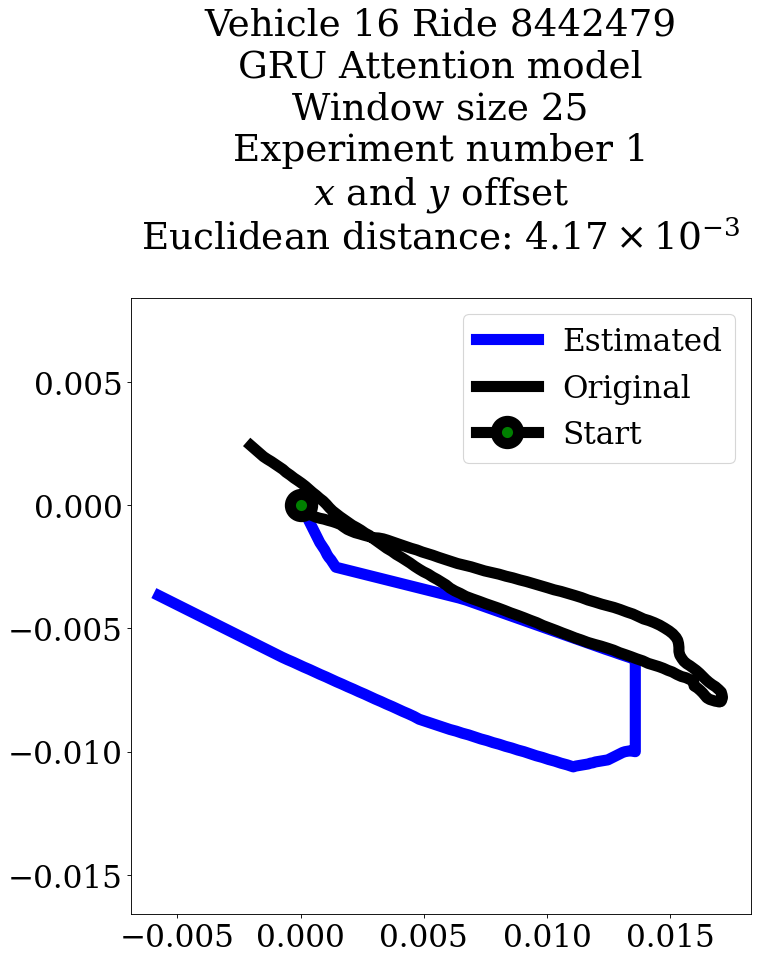 Vehicle 16 Ride 8442479
GRU Attention model
Window size 25
Experiment number 1
x and y offset
Euclidean distance: 4.17 × 10⁻³
Estimated
Original
Start
0.005
0.000
−0.005
−0.010
−0.015
−0.005 0.000 0.005 0.010 0.015